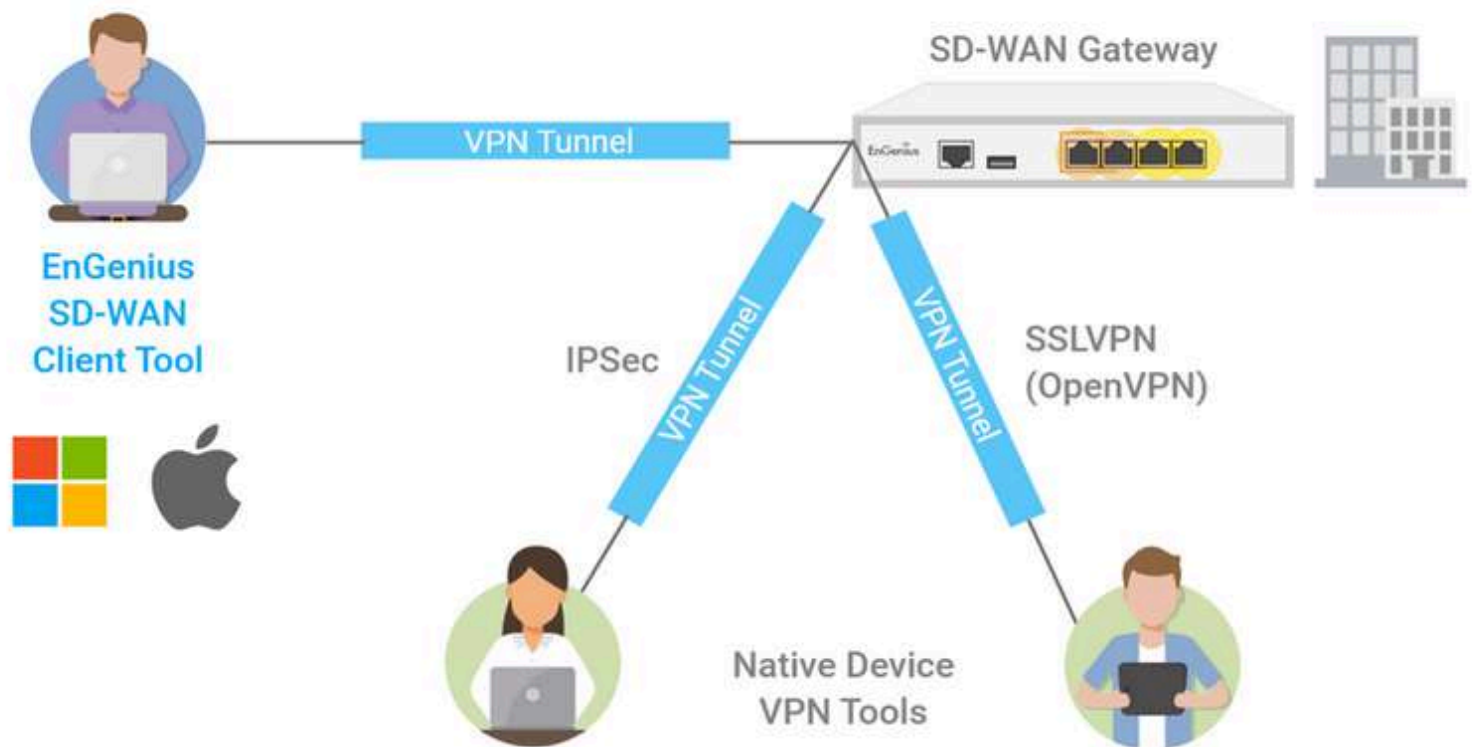 SD-WAN Gateway
VPN Tunnel
EnGenius
EnGenius
SD-WAN
Client Tool
IPSec
VPN Tunnel
VPN Tunnel
SSLVPN
(OpenVPN)
Native Device
VPN Tools